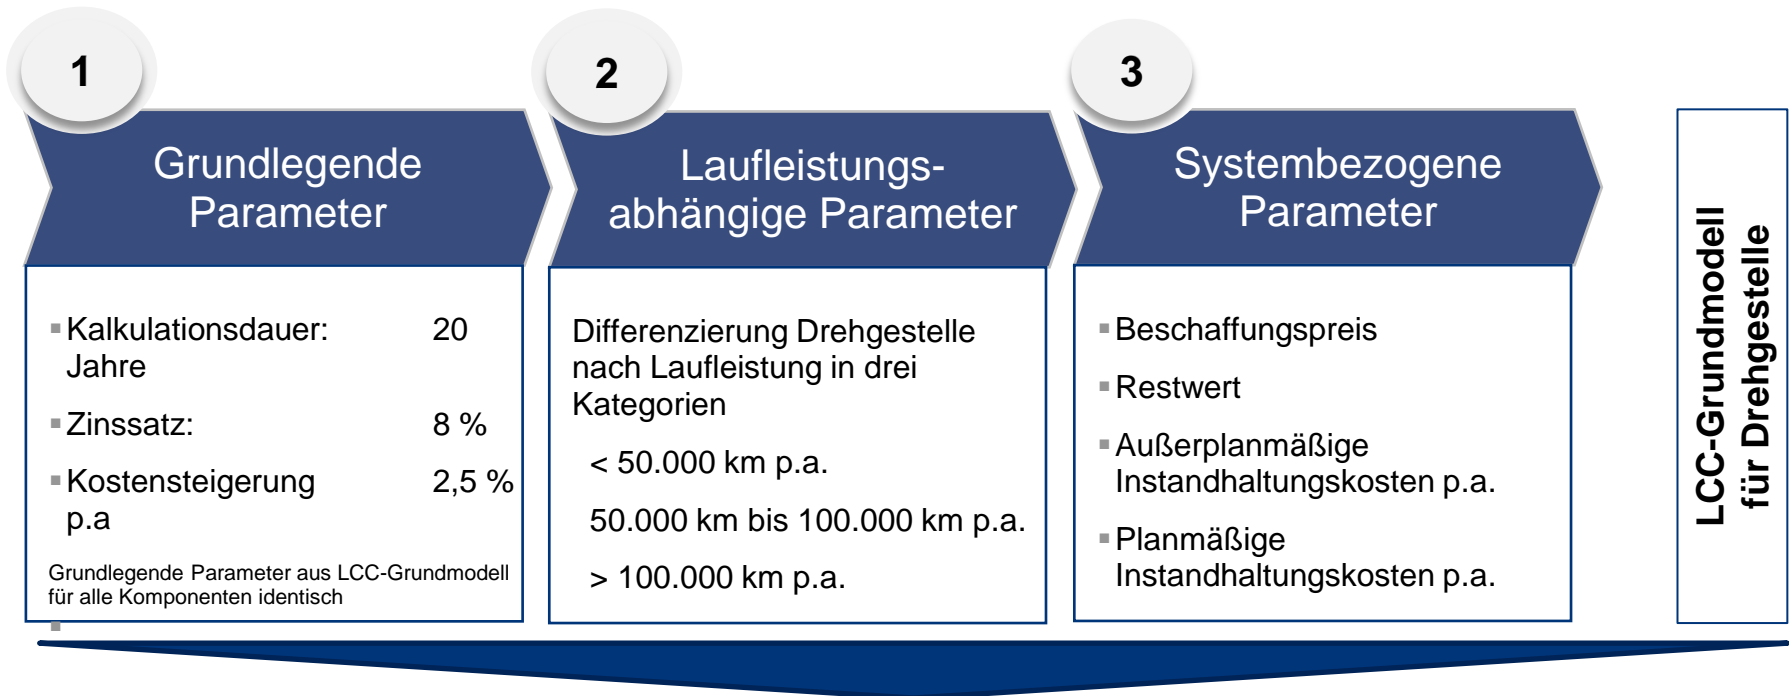 1
Grundlegende
Parameter
Kalkulationsdauer: 20
Jahre
Zinssatz: 8 %
Kostensteigerung 2,5 %
p.a
Grundlegende Parameter aus LCC-Grundmodell
für alle Komponenten identisch
2
Laufleistungs-
abhängige Parameter
Differenzierung Drehgestelle
nach Laufleistung in drei
Kategorien
< 50.000 km p.a.
50.000 km bis 100.000 km p.a.
> 100.000 km p.a.
3
Systembezogene
Parameter
Beschaffungspreis
Restwert
Außerplanmäßige
Instandhaltungskosten p.a.
Planmäßige
Instandhaltungskosten p.a.
LCC-Grundmodell
für Drehgestelle